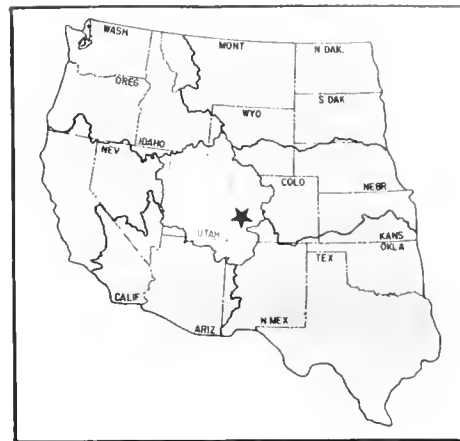 WASH
MONT
N DAK.
OREG
S DAK
WYO
IDAHO
NEV
COLO
NEBR
UTAH
KANS
OKLA
TEX
CALIF
N MEX
ARIZ